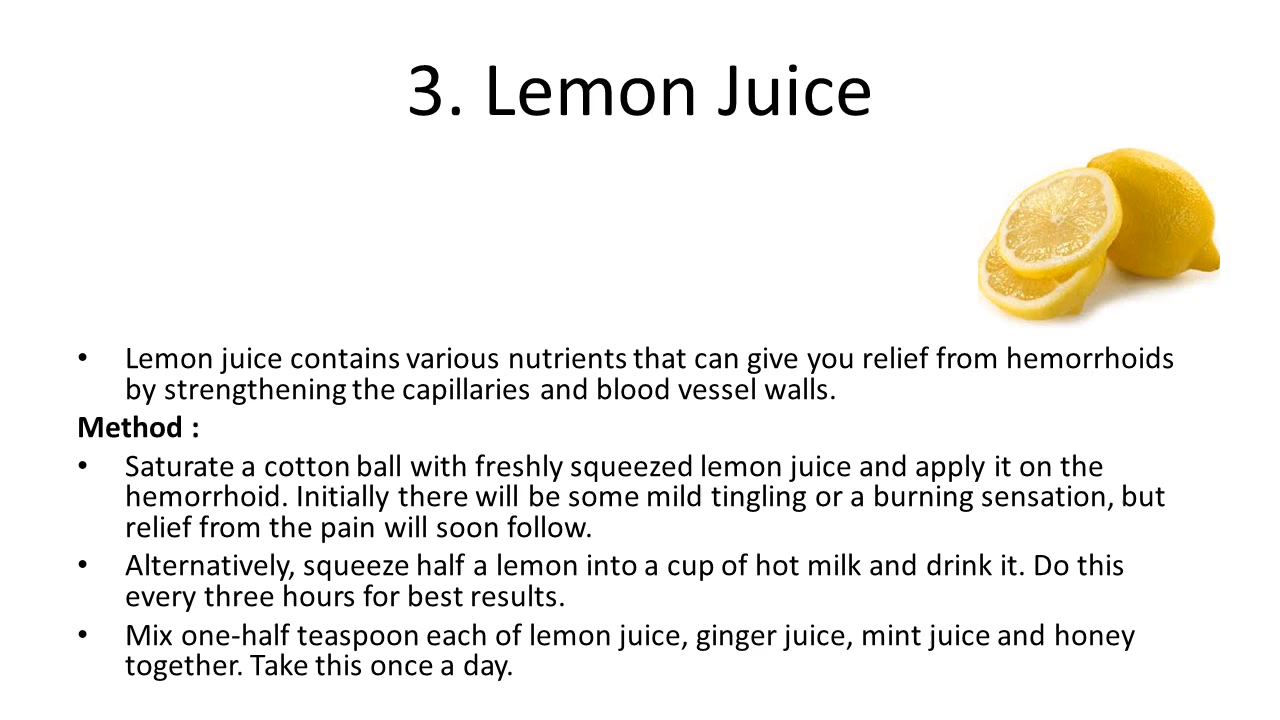 3. Lemon Juice
• Lemon juice contains various nutrients that can give you relief from hemorrhoids
by strengthening the capillaries and blood vessel walls.
Method :
• Saturate a cotton ball with freshly squeezed lemon juice and apply it on the
hemorrhoid. Initially there will be some mild tingling or a burning sensation, but
relief from the pain will soon follow.
• Alternatively, squeeze half a lemon into a cup of hot milk and drink it. Do this
every three hours for best results.
• Mix one-half teaspoon each of lemon juice, ginger juice, mint juice and honey
together. Take this once a day.